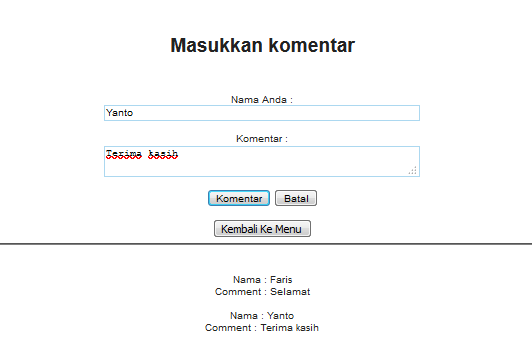 Masukkan komentar
Nama Anda :
Yanto
Komentar :
Terima kasih
Komentar Batal
Kembali Ke Menu
Nama : Faris
Comment : Selamat
Nama : Yanto
Comment : Terima kasih